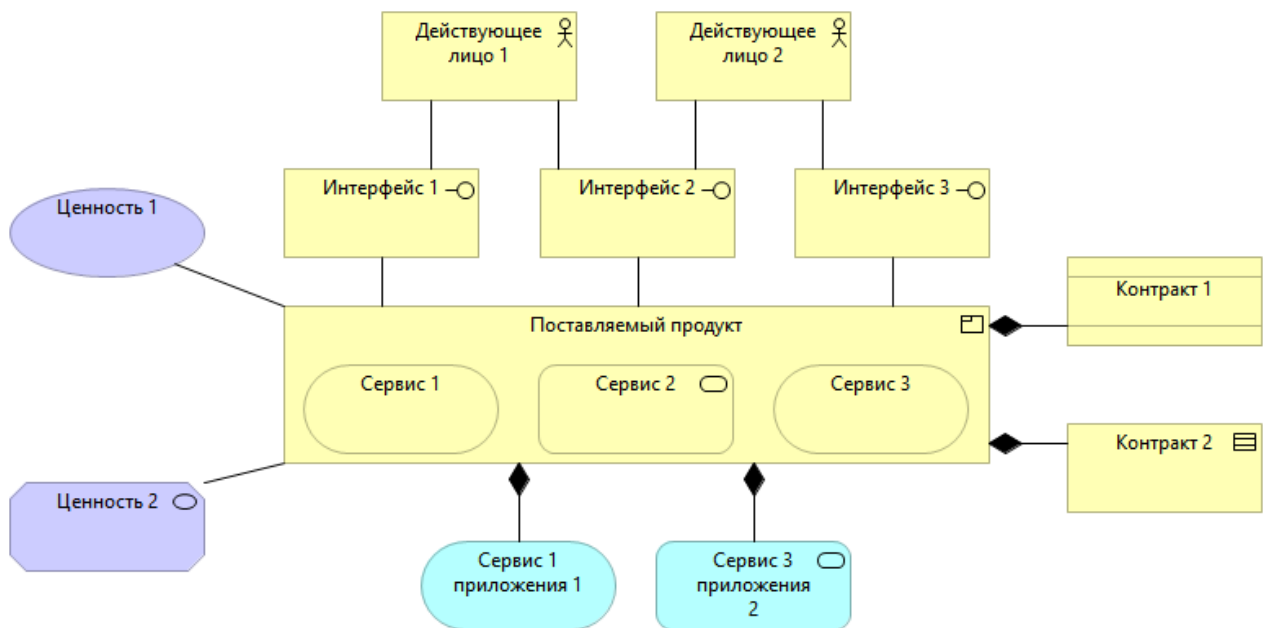 Действующее
лицо 1
Действующее
лицо 2
Интерфейс 1
Интерфейс 2
Интерфейс 3
Ценность 1
Контракт 1
Поставляемый продукт
Сервис 1
Сервис 2
Сервис 3
Контракт 2
Ценность 2
Сервис 1
приложения 1
Сервис 3
приложения
2